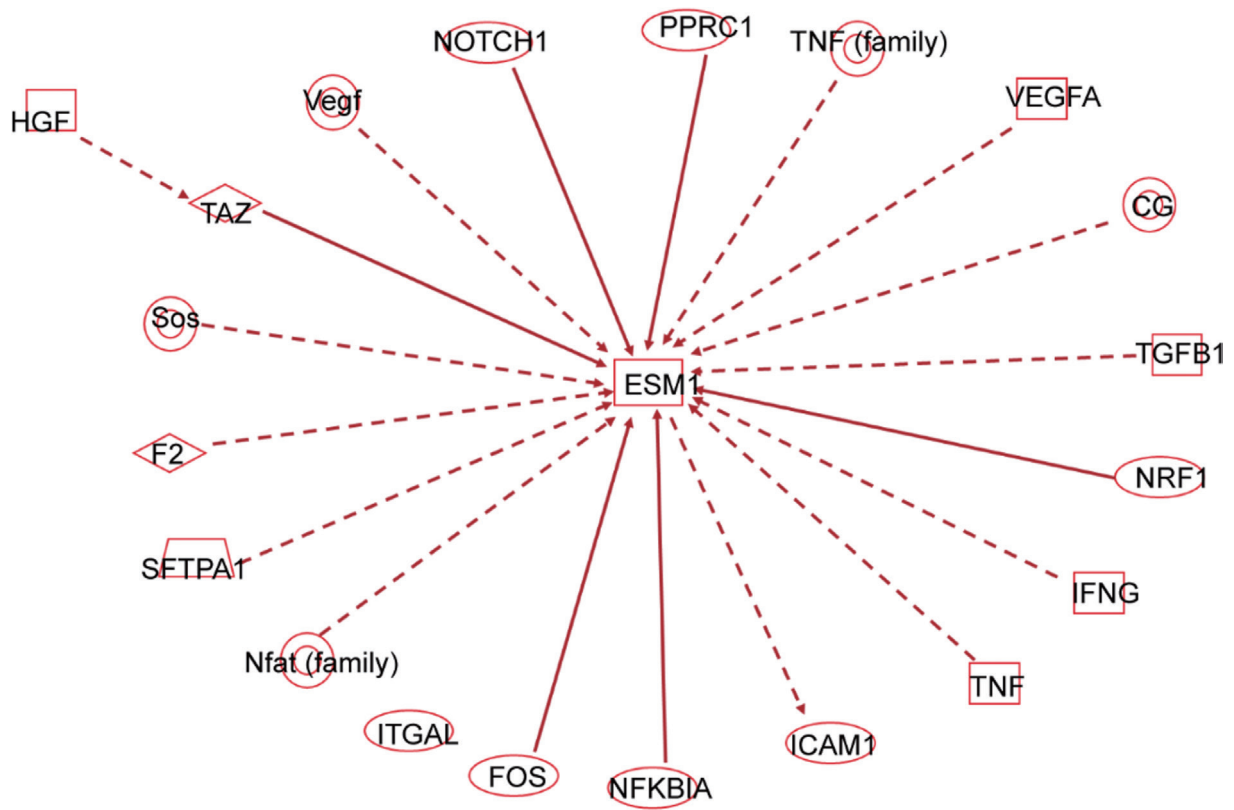 NOTCH1
PPRC1
TNF (family)
Vegf
VEGFA
HGF
TAZ
CG
Sos
TGFB1
ESM1
F2
NRF1
SFTPA1
IFNG
Nfat (family)
TNF
ITGAL
ICAM1
FOS
NFKBIA